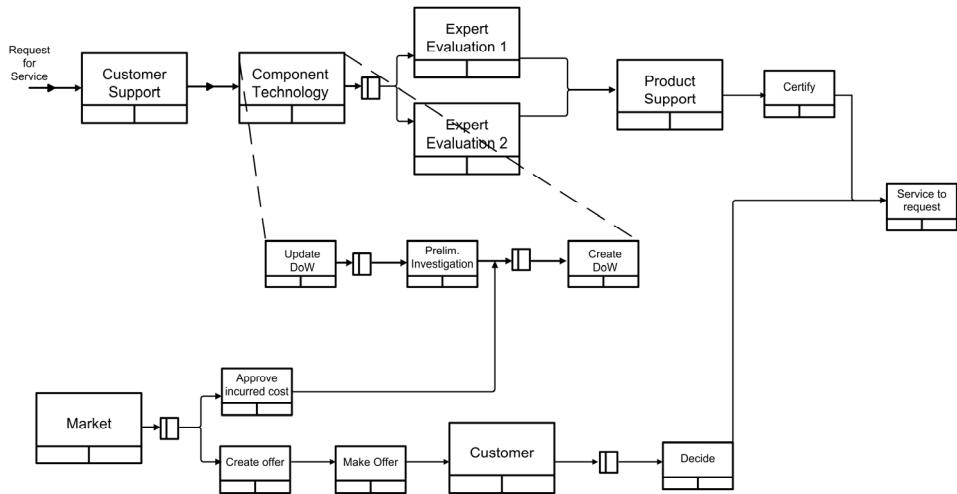 Request
for
Service
Customer
Support
Component
Technology
Expert
Evaluation 1
Expert
Evaluation 2
Product
Support
Certify
Service to
request
Update
DoW
Prelim.
Investigation
Create
DoW
Approve
incurred cost
Market
Create offer
Make Offer
Customer
Decide